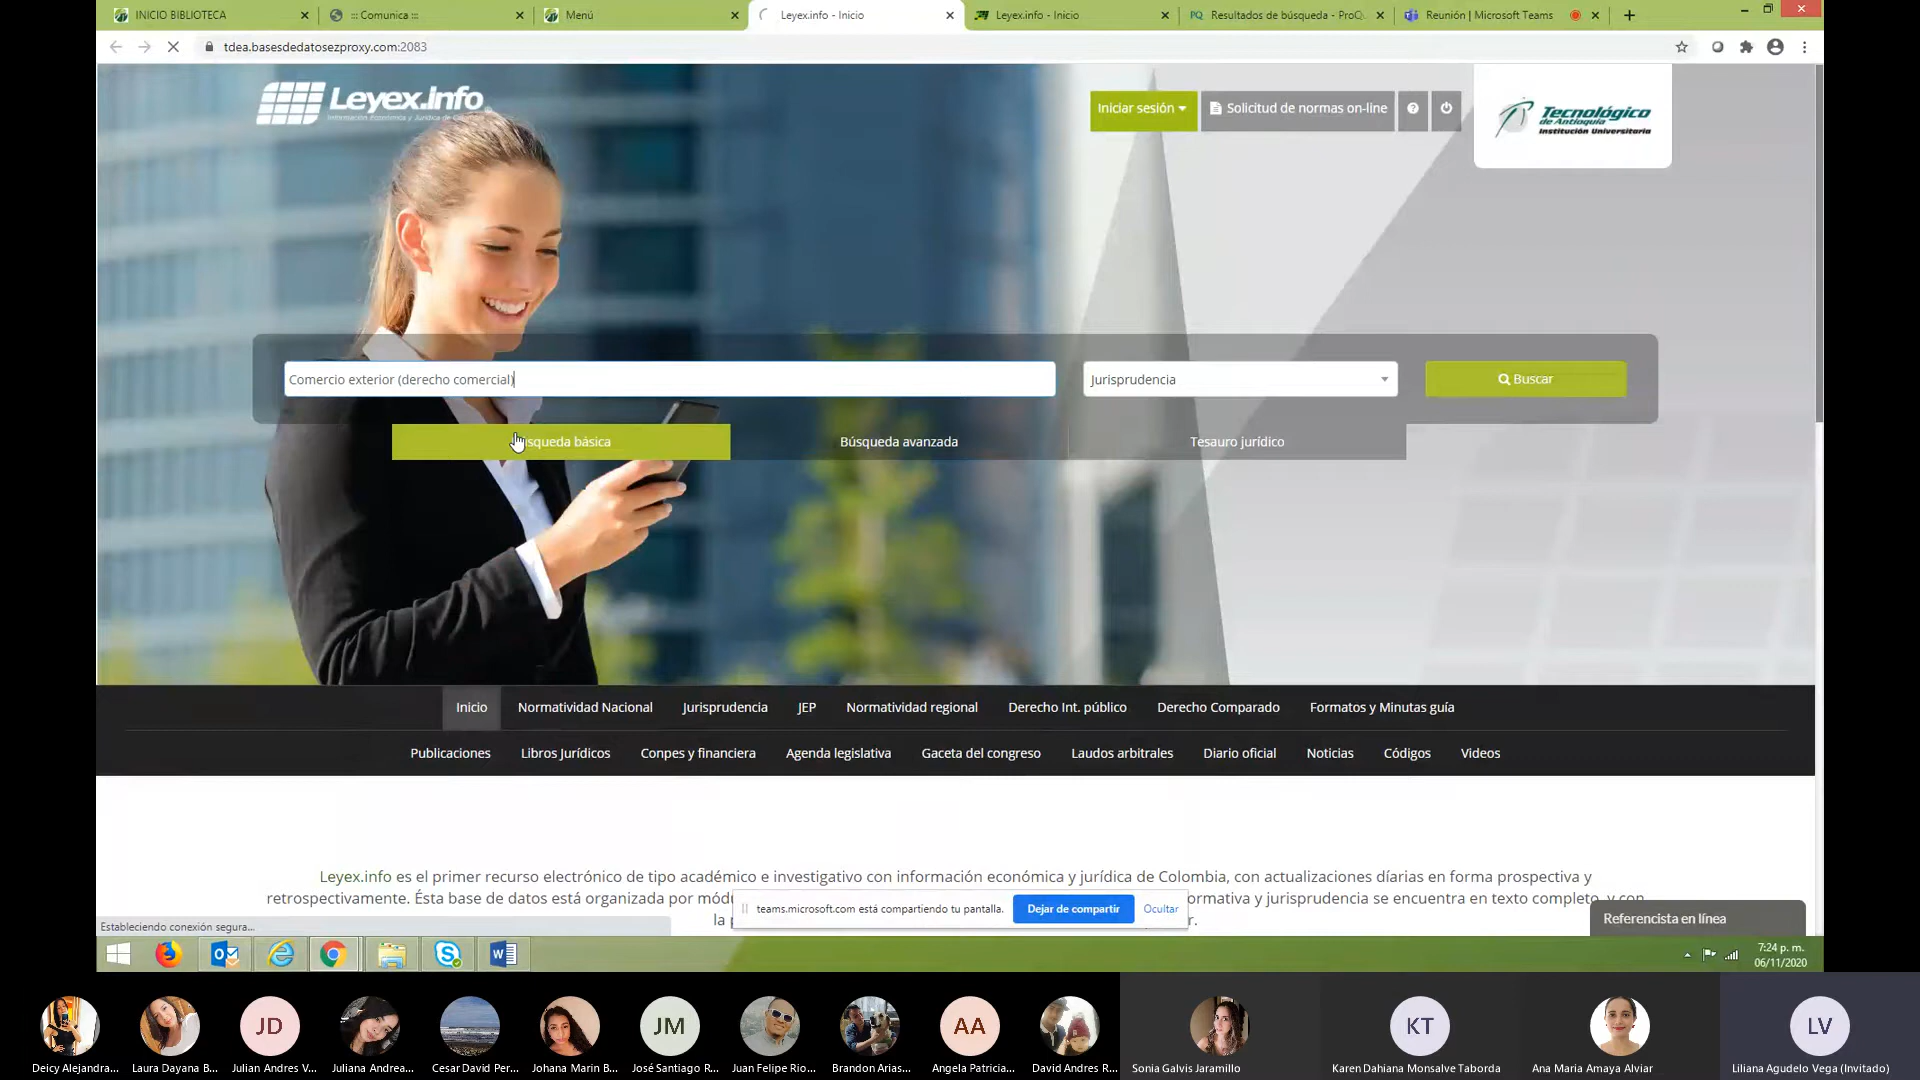 INICIO BIBLIOTECA
::: Comunica :::
Menú
Leyex.info - Inicio
Leyex.info - Inicio
PQ Resultados de búsqueda - ProQ
Reunión | Microsoft Teams
tdea.basesdedatosezproxy.com:2083
Leyex.Info
Iniciar sesión
Solicitud de normas on-line
Tecnológico
de Antioquia
Institución Universitaria
Comercio exterior (derecho comercial)
Jurisprudencia
Buscar
squeda básica
Búsqueda avanzada
Tesauro jurídico
Inicio
Normatividad Nacional
Jurisprudencia
JEP
Normatividad regional
Derecho Int. público
Derecho Comparado
Formatos y Minutas guía
Publicaciones
Libros Jurídicos
Conpes y financiera
Agenda legislativa
Gaceta del congreso
Laudos arbitrales
Diario oficial
Noticias
Códigos
Videos
Leyex.info es el primer recurso electrónico de tipo académico e investigativo con información económica y jurídica de Colombia, con actualizaciones díarias en forma prospectiva y
retrospectivamente. Ésta base de datos está organizada por mód
ormativa y jurisprudencia se encuentra en texto completo, y con
la
teams.microsoft.com está compartiendo tu pantalla.
Dejar de compartir
Ocultar
Referencista en línea
Estableciendo conexión segura...
7:24 p. m.
06/11/2020
JD
JM
AA
KT
LV
Deicy Alejandra...
Laura Dayana B...
Julian Andres V...
Juliana Andrea...
Cesar David Per...
Johana Marin B...
José Santiago R...
Juan Felipe Rio...
Brandon Arias...
Angela Patricia...
David Andres R...
Sonia Galvis Jaramillo
Karen Dahiana Monsalve Taborda
Ana Maria Amaya Alviar
Liliana Agudelo Vega (Invitado)